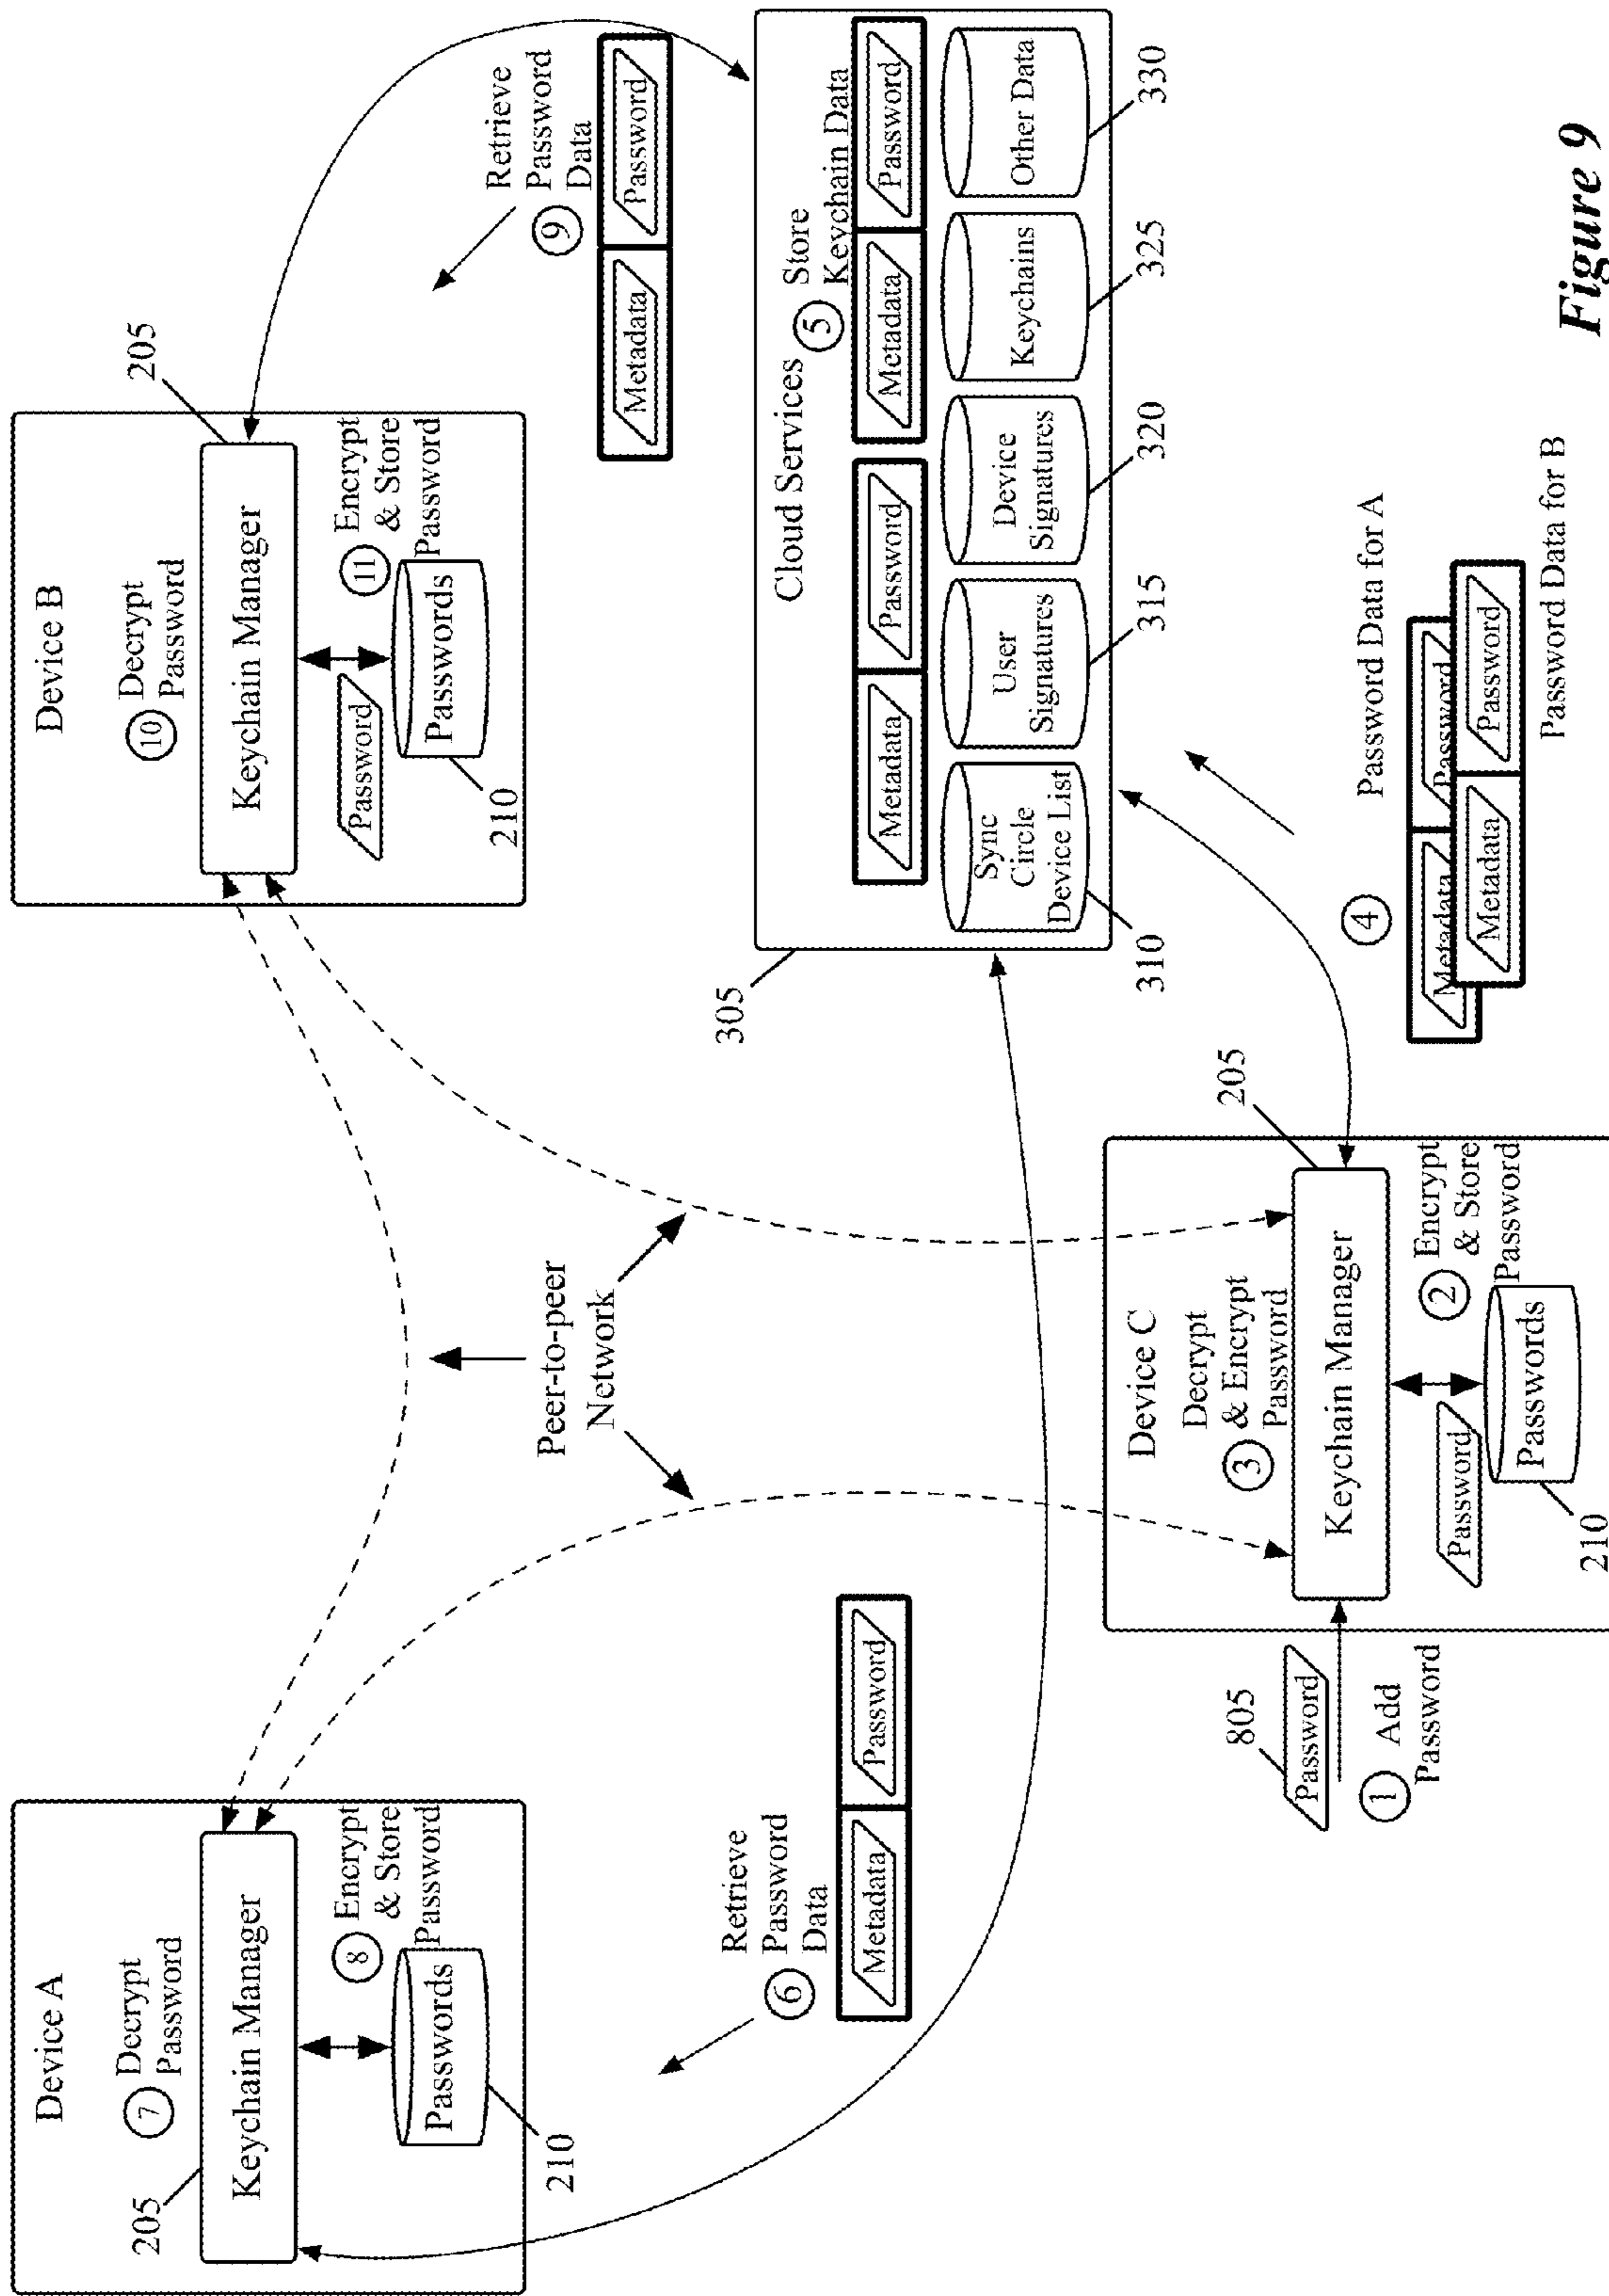 Device A
7 Decrypt
Password
205
Keychain Manager
8 Encrypt
& Store
Password
Passwords
210
Device B
10 Decrypt
Password
205
Keychain Manager
Password
11 Encrypt
& Store
Password
Passwords
210
Peer-to-peer
Network
Retrieve
6 Password
Data
Metadata
Password
Retrieve
9 Password
Data
Metadata
Password
305
Cloud Services
5 Store
Keychain Data
Metadata
Password
Metadata
Password
Sync
Circle
Device List
User
Signatures
Device
Signatures
Keychains
Other Data
310
315
320
325
330
805
Password
1 Add
Password
Device C
Decrypt
3 & Encrypt
Password
205
Keychain Manager
Password
2 Encrypt
& Store
Password
Passwords
210
4
Password Data for A
Metadata
Password
Metadata
Password
Password Data for B
Figure 9